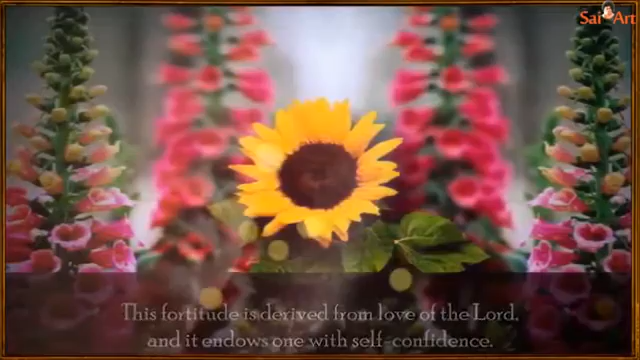 Sai Art
This fortitude is derived from love of the Lord,
and it endows one with self-confidence.